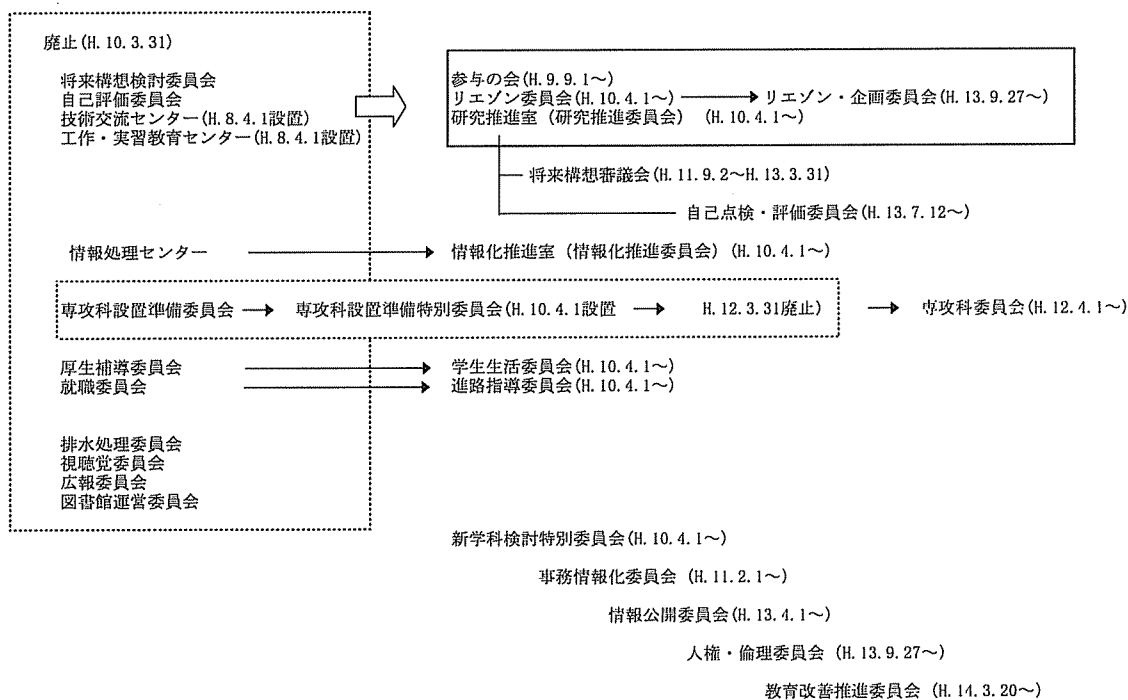 廃止(H.10.3.31)
将来構想検討委員会
自己評価委員会
技術交流センター(H.8.4.1設置)
工作・実習教育センター(H.8.4.1設置)
参与の会(H.9.9.1～)
リエゾン委員会(H.10.4.1～) → リエゾン・企画委員会(H.13.9.27～)
研究推進室（研究推進委員会）(H.10.4.1～)
将来構想審議会(H.11.9.2～H.13.3.31)
自己点検・評価委員会(H.13.7.12～)
情報処理センター → 情報化推進室（情報化推進委員会）(H.10.4.1～)
専攻科設置準備委員会 → 専攻科設置準備特別委員会(H.10.4.1設置 → H.12.3.31廃止) → 専攻科委員会(H.12.4.1～)
厚生補導委員会 → 学生生活委員会(H.10.4.1～)
就職委員会 → 進路指導委員会(H.10.4.1～)
排水処理委員会
視聴覚委員会
広報委員会
図書館運営委員会
新学科検討特別委員会(H.10.4.1～)
事務情報化委員会 (H.11.2.1～)
情報公開委員会(H.13.4.1～)
人権・倫理委員会 (H.13.9.27～)
教育改善推進委員会 (H.14.3.20～)